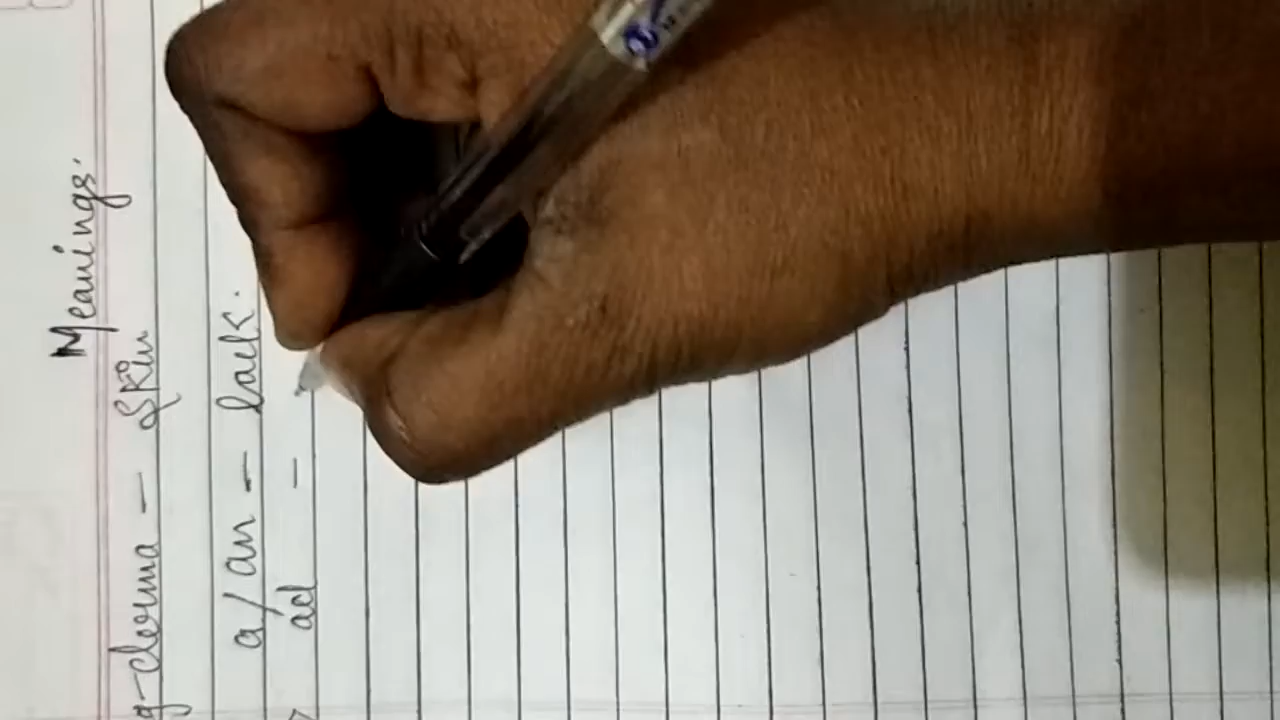 Meanings.
g-derma - Skin
a/an - lack.
ad -